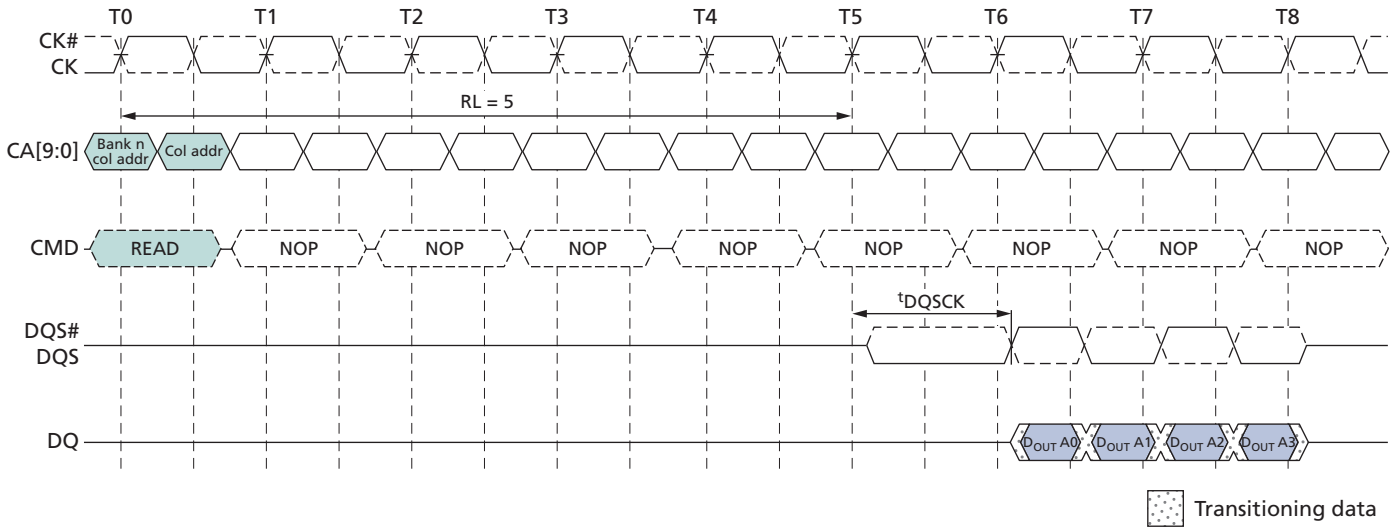 T0 T1 T2 T3 T4 T5 T6 T7 T8
CK#
CK
RL = 5
CA[9:0] Bank n col addr Col addr
CMD READ NOP NOP NOP NOP NOP NOP NOP NOP
tDQSCK
DQS#
DQS
DQ DOUT A0 DOUT A1 DOUT A2 DOUT A3
Transitioning data